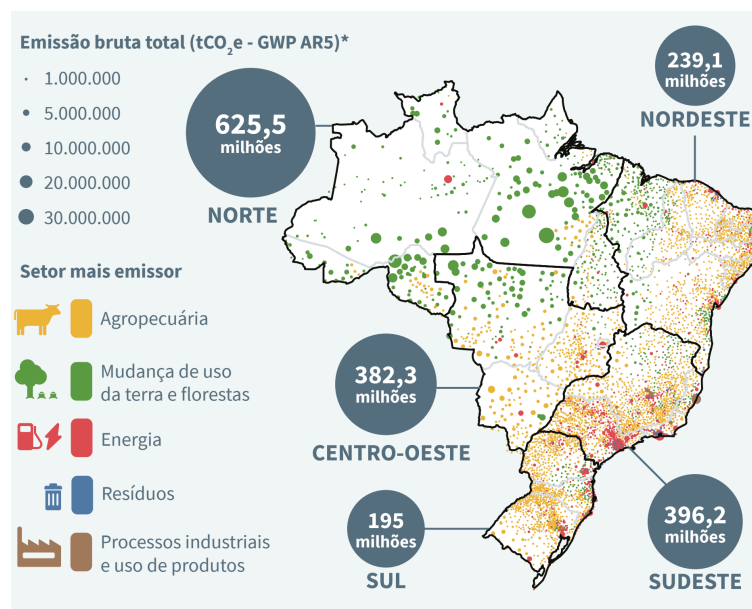 Emissão bruta total (tCO₂e - GWP AR5)*
1.000.000
5.000.000
10.000.000
20.000.000
30.000.000
625,5
milhões
NORTE
239,1
milhões
NORDESTE
Setor mais emissor
Agropecuária
Mudança de uso
da terra e florestas
Energia
Resíduos
Processos industriais
e uso de produtos
382,3
milhões
CENTRO-OESTE
195
milhões
SUL
396,2
milhões
SUDESTE